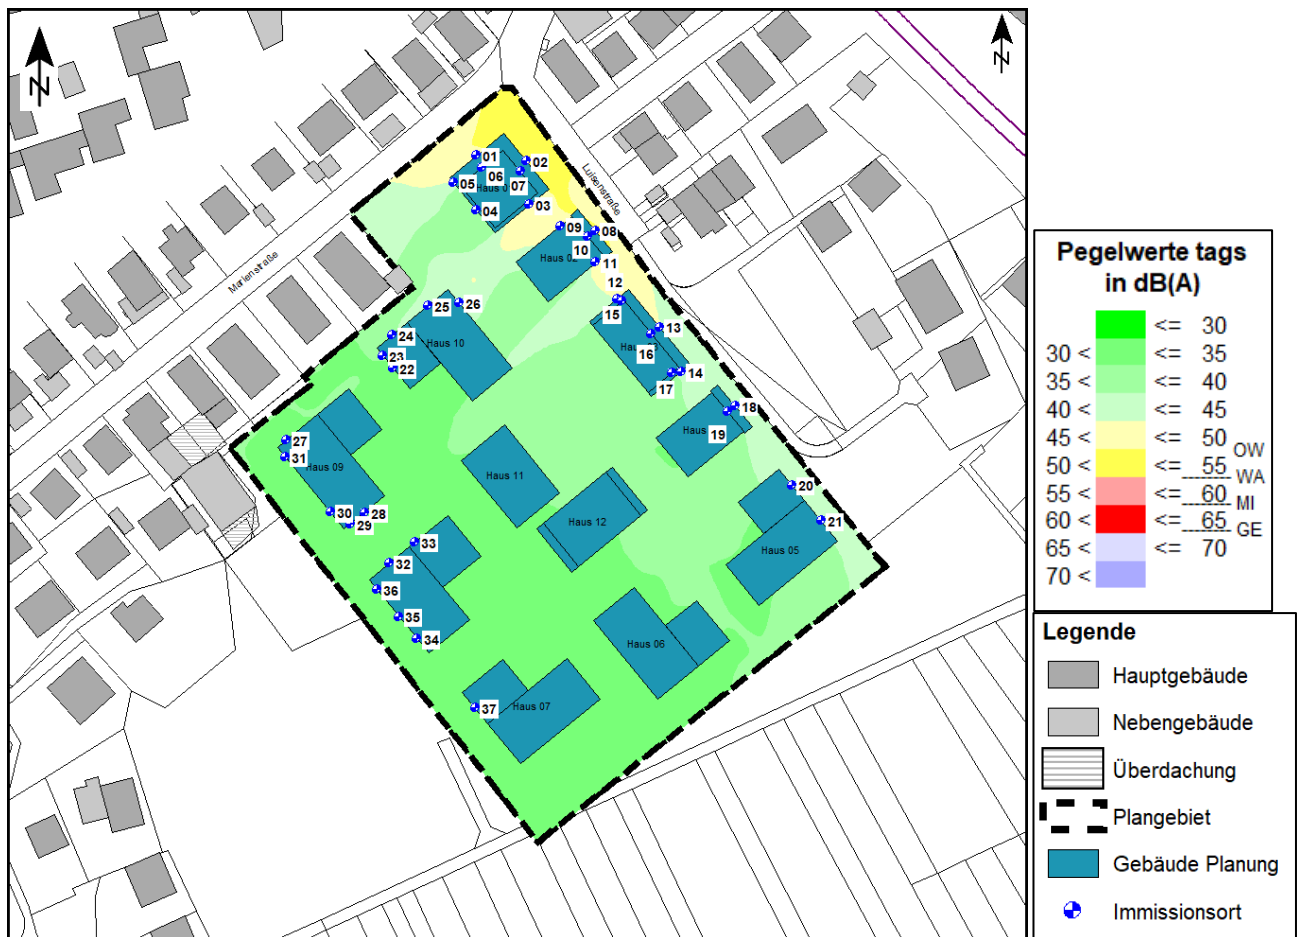 N
N
01
02
06
07
05
Haus 0
04
03
Luisenstraße
09
08
10
Haus 02
11
12
15
13
16
14
17
18
Haus
19
20
21
Haus 05
Marienstraße
25
26
24
Haus 10
23
22
27
31
Haus 09
30
28
29
Haus 11
Haus 12
33
32
36
35
34
Haus 06
37
Haus 07
Pegelwerte tags
in dB(A)
<= 30
30 < <= 35
35 < <= 40
40 < <= 45
45 < <= 50
OW
50 < <= 55
WA
55 < <= 60
MI
60 < <= 65
GE
65 < <= 70
70 <
Legende
Hauptgebäude
Nebengebäude
Überdachung
Plangebiet
Gebäude Planung
Immissionsort